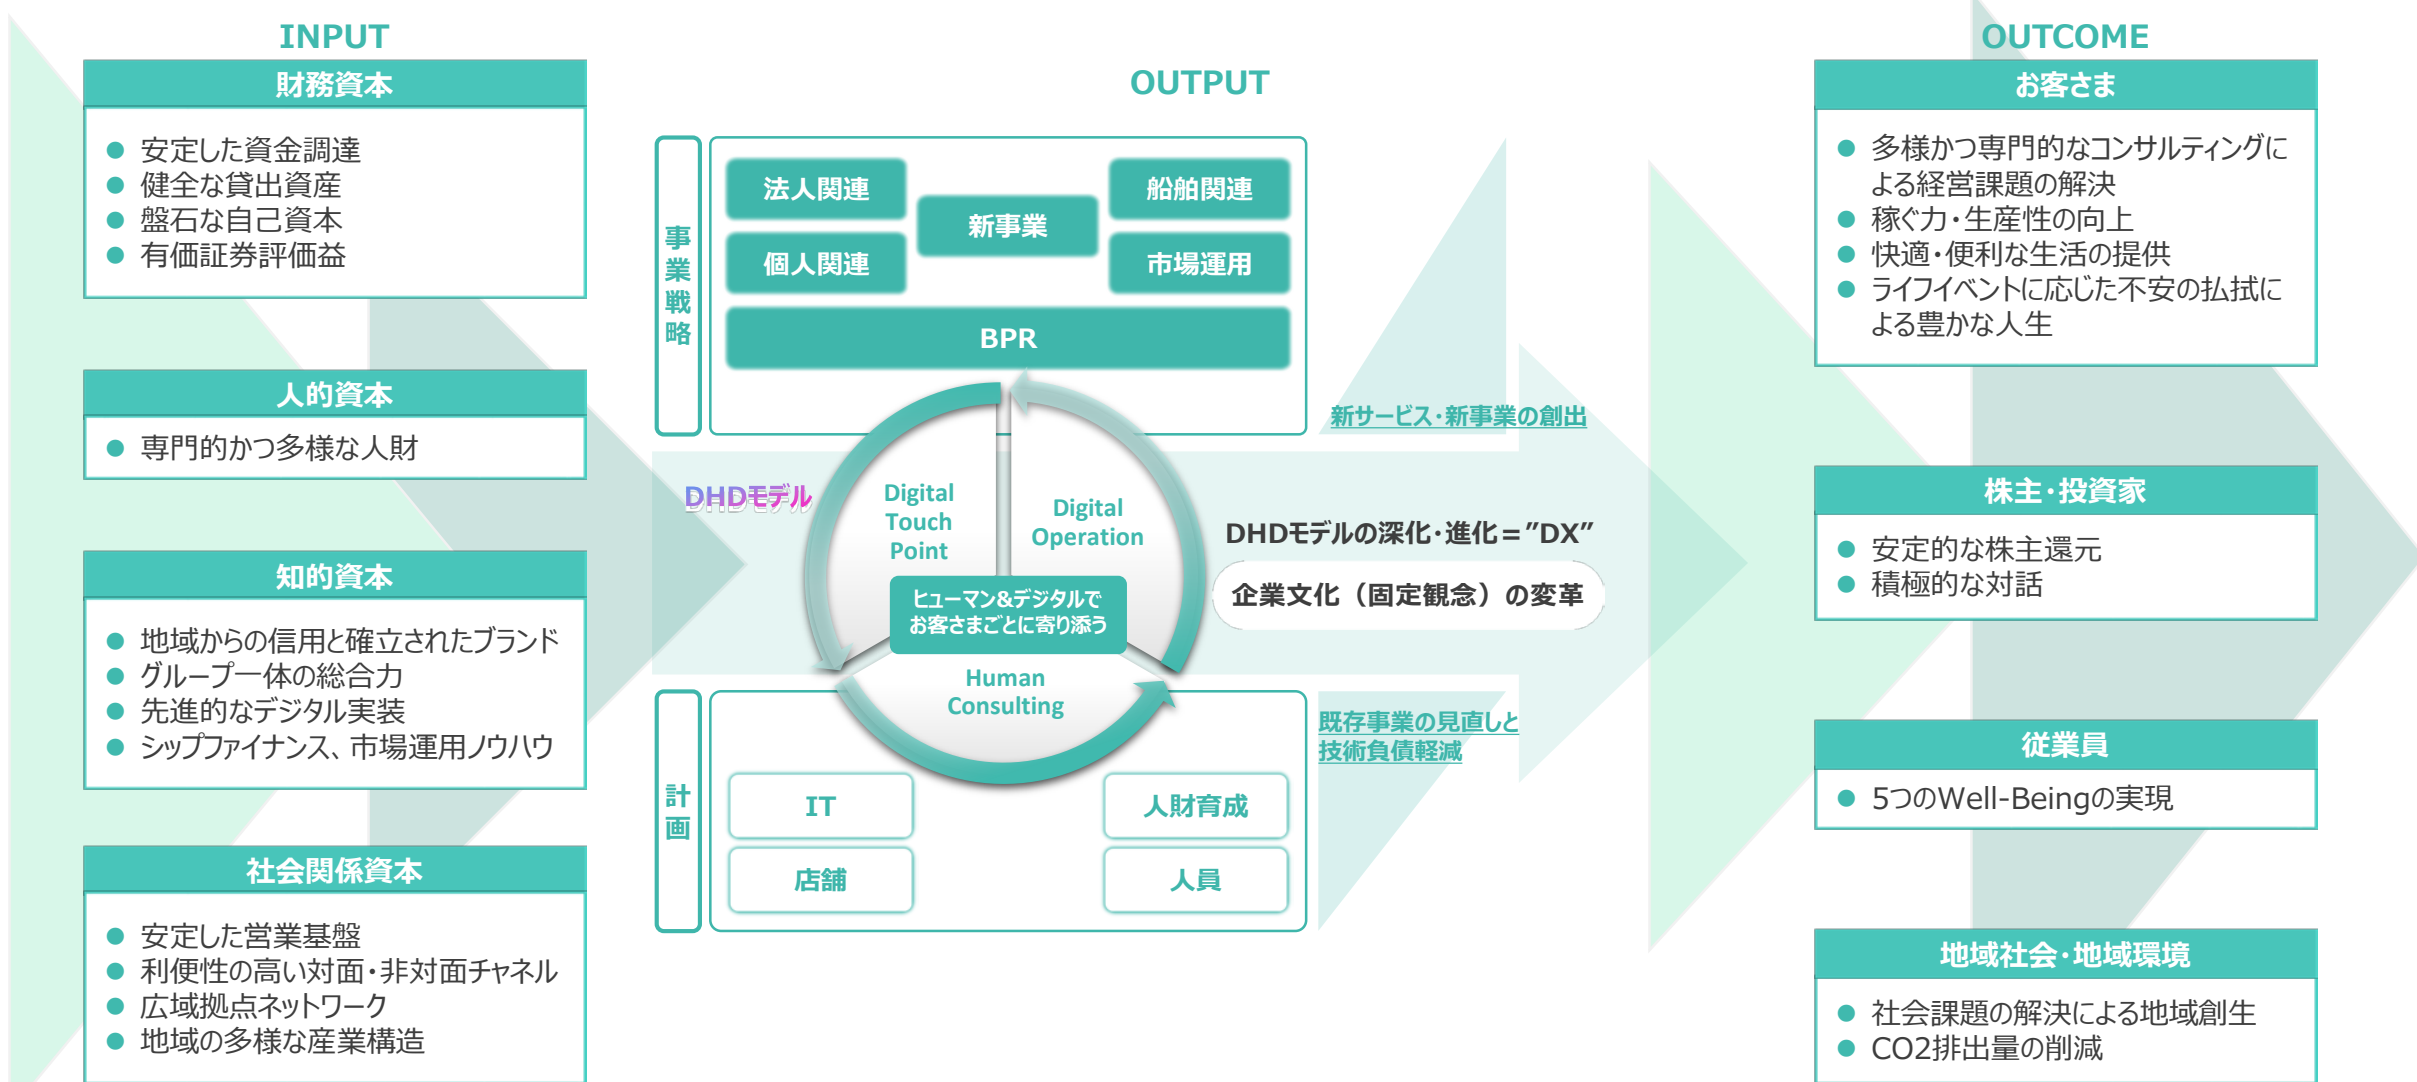 INPUT
財務資本
● 安定した資金調達
● 健全な貸出資産
● 盤石な自己資本
● 有価証券評価益
人的資本
● 専門的かつ多様な人財
知的資本
● 地域からの信用と確立されたブランド
● グループ一体の総合力
● 先進的なデジタル実装
● シップファイナンス、市場運用ノウハウ
社会関係資本
● 安定した営業基盤
● 利便性の高い対面・非対面チャネル
● 広域拠点ネットワーク
● 地域の多様な産業構造
OUTPUT
事業戦略
法人関連
船舶関連
新事業
個人関連
市場運用
BPR
DHDモデル
Digital
Touch
Point
Digital
Operation
ヒューマン&デジタルで
お客さまごとに寄り添う
Human
Consulting
計画
IT
人財育成
店舗
人員
新サービス・新事業の創出
DHDモデルの深化・進化＝”DX”
企業文化（固定観念）の変革
既存事業の見直しと
技術負債軽減
OUTCOME
お客さま
● 多様かつ専門的なコンサルティングに
よる経営課題の解決
● 稼ぐ力・生産性の向上
● 快適・便利な生活の提供
● ライフイベントに応じた不安の払拭に
よる豊かな人生
株主・投資家
● 安定的な株主還元
● 積極的な対話
従業員
● 5つのWell-Beingの実現
地域社会・地域環境
● 社会課題の解決による地域創生
● CO2排出量の削減